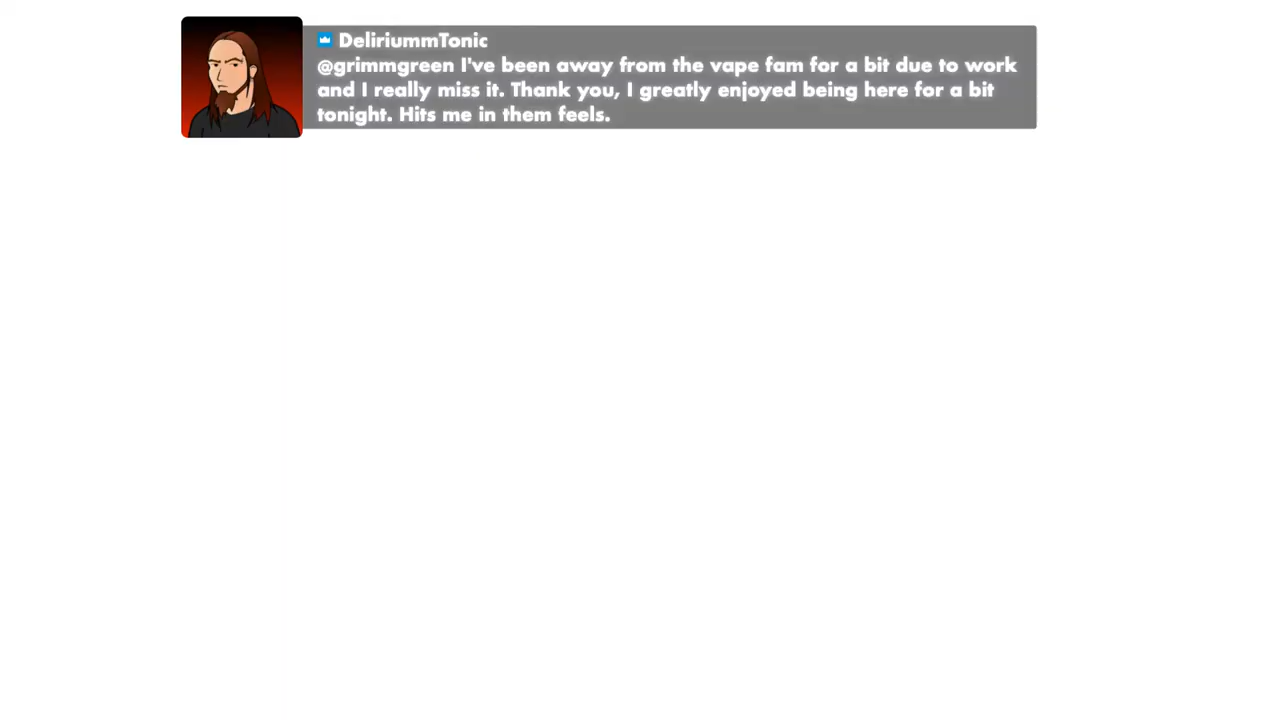 DeliriummTonic
@grimmgreen I've been away from the vape fam for a bit due to work
and I really miss it. Thank you, I greatly enjoyed being here for a bit
tonight. Hits me in them feels.